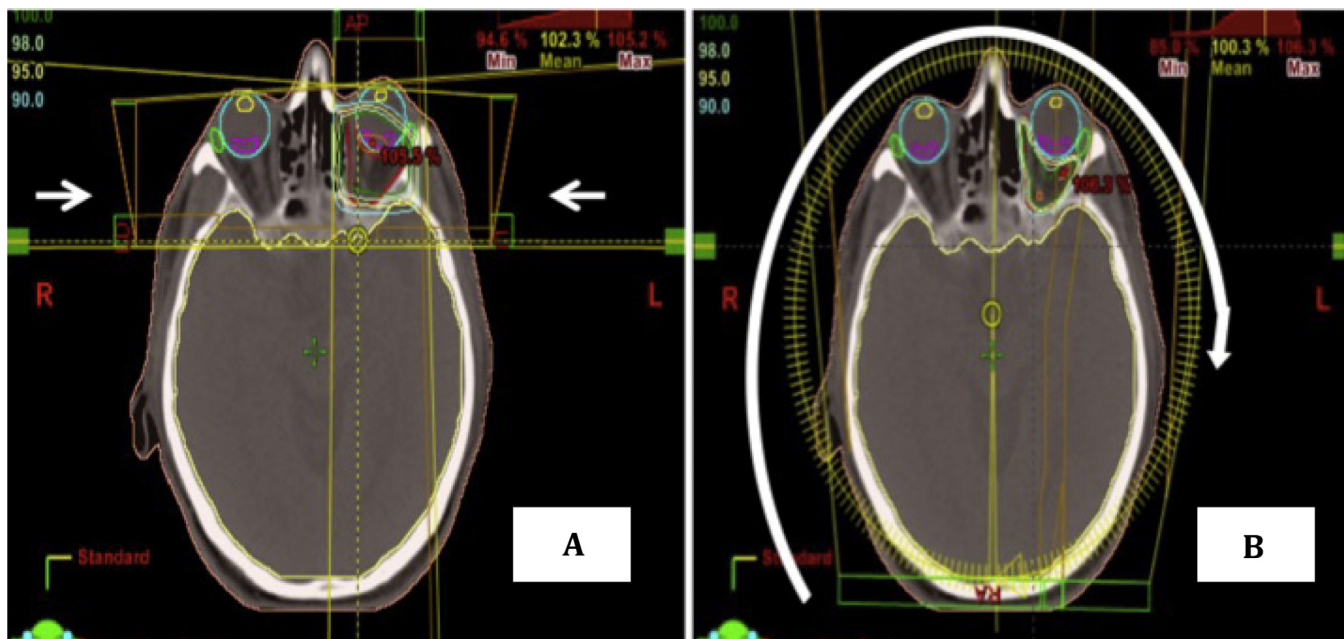 100.0
98.0
95.0
90.0
AP
94.6 % 102.3 % 105.2 %
Min Mean Max
105.5 %
R
L
Standard
A
100.0
98.0
95.0
90.0
85.0 % 100.3 % 106.3 %
Min Mean Max
106.3 %
R
L
Standard
RA
B